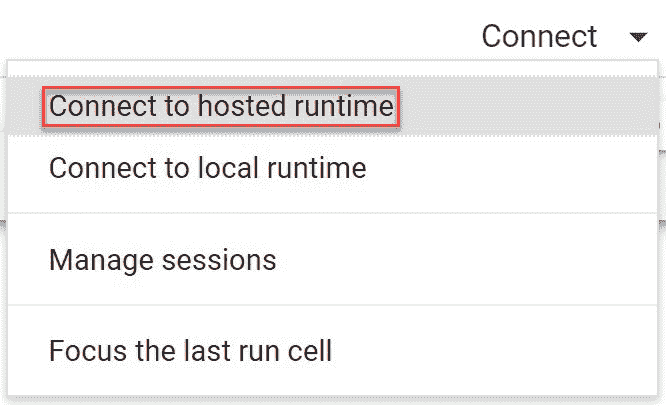 Connect
Connect to hosted runtime
Connect to local runtime
Manage sessions
Focus the last run cell